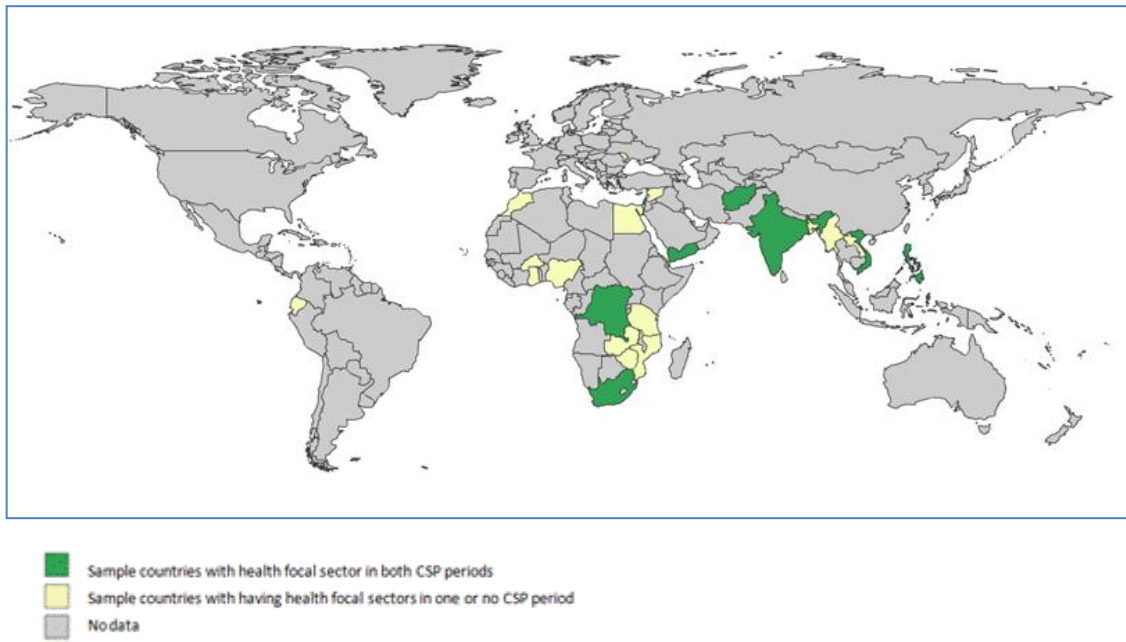 Sample countries with health focal sector in both CSP periods
Sample countries with having health focal sectors in one or no CSP period
No data